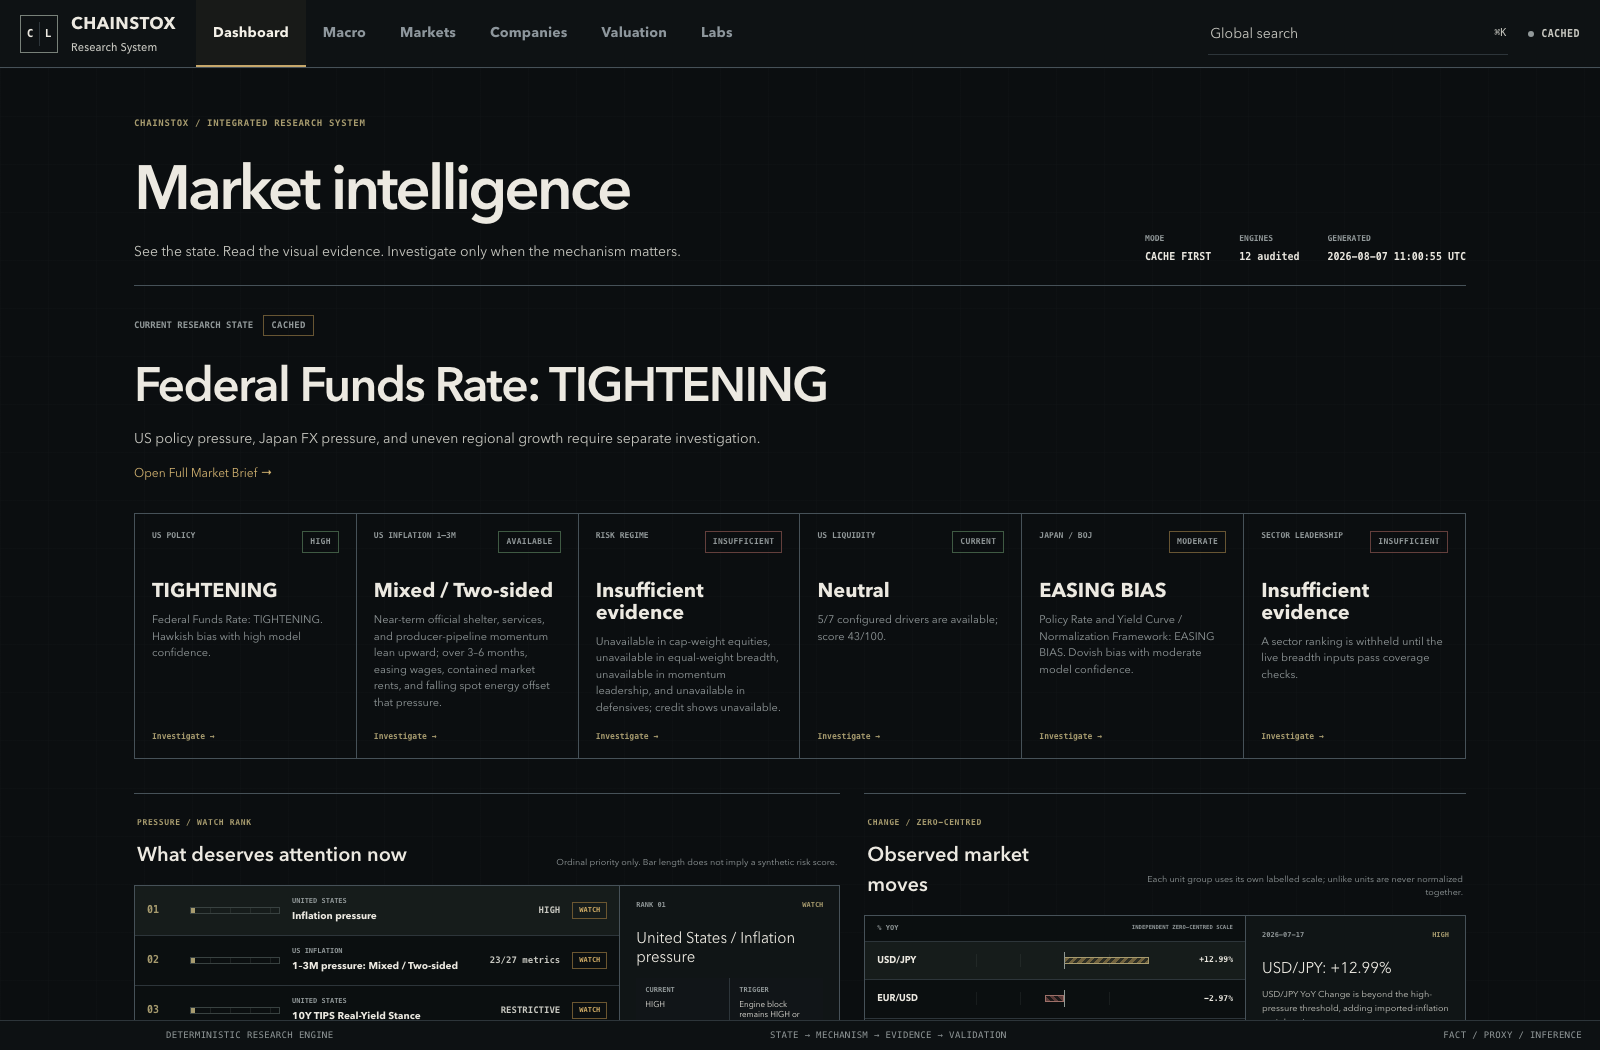 C L
CHAINSTOX
Research System
Dashboard
Macro
Markets
Companies
Valuation
Labs
Global search
⌘K
CACHED
CHAINSTOX / INTEGRATED RESEARCH SYSTEM
Market intelligence
See the state. Read the visual evidence. Investigate only when the mechanism matters.
MODE
CACHE FIRST
ENGINES
12 audited
GENERATED
2026-08-07 11:00:55 UTC
CURRENT RESEARCH STATE
CACHED
Federal Funds Rate: TIGHTENING
US policy pressure, Japan FX pressure, and uneven regional growth require separate investigation.
Open Full Market Brief →
US POLICY
HIGH
TIGHTENING
Federal Funds Rate: TIGHTENING.
Hawkish bias with high model
confidence.
Investigate →
US INFLATION 1–3M
AVAILABLE
Mixed / Two-sided
Near-term official shelter, services,
and producer-pipeline momentum
lean upward; over 3–6 months,
easing wages, contained market
rents, and falling spot energy offset
that pressure.
Investigate →
RISK REGIME
INSUFFICIENT
Insufficient
evidence
Unavailable in cap-weight equities,
unavailable in equal-weight breadth,
unavailable in momentum
leadership, and unavailable in
defensives; credit shows unavailable.
Investigate →
US LIQUIDITY
CURRENT
Neutral
5/7 configured drivers are available;
score 43/100.
Investigate →
JAPAN / BOJ
MODERATE
EASING BIAS
Policy Rate and Yield Curve /
Normalization Framework: EASING
BIAS. Dovish bias with moderate
model confidence.
Investigate →
SECTOR LEADERSHIP
INSUFFICIENT
Insufficient
evidence
A sector ranking is withheld until the
live breadth inputs pass coverage
checks.
Investigate →
PRESSURE / WATCH RANK
What deserves attention now
Ordinal priority only. Bar length does not imply a synthetic risk score.
01
UNITED STATES
Inflation pressure
HIGH
WATCH
02
US INFLATION
1–3M pressure: Mixed / Two-sided
23/27 metrics
WATCH
03
UNITED STATES
10Y TIPS Real-Yield Stance
RESTRICTIVE
WATCH
RANK 01
WATCH
United States / Inflation
pressure
CURRENT
HIGH
TRIGGER
Engine block
remains HIGH or
CHANGE / ZERO-CENTRED
Observed market
moves
Each unit group uses its own labelled scale; unlike units are never normalized
together.
% YOY
INDEPENDENT ZERO-CENTRED SCALE
USD/JPY
+12.99%
EUR/USD
−2.97%
2026-07-17
HIGH
USD/JPY: +12.99%
USD/JPY YoY Change is beyond the high-
pressure threshold, adding imported-inflation
DETERMINISTIC RESEARCH ENGINE
STATE → MECHANISM → EVIDENCE → VALIDATION
FACT / PROXY / INFERENCE